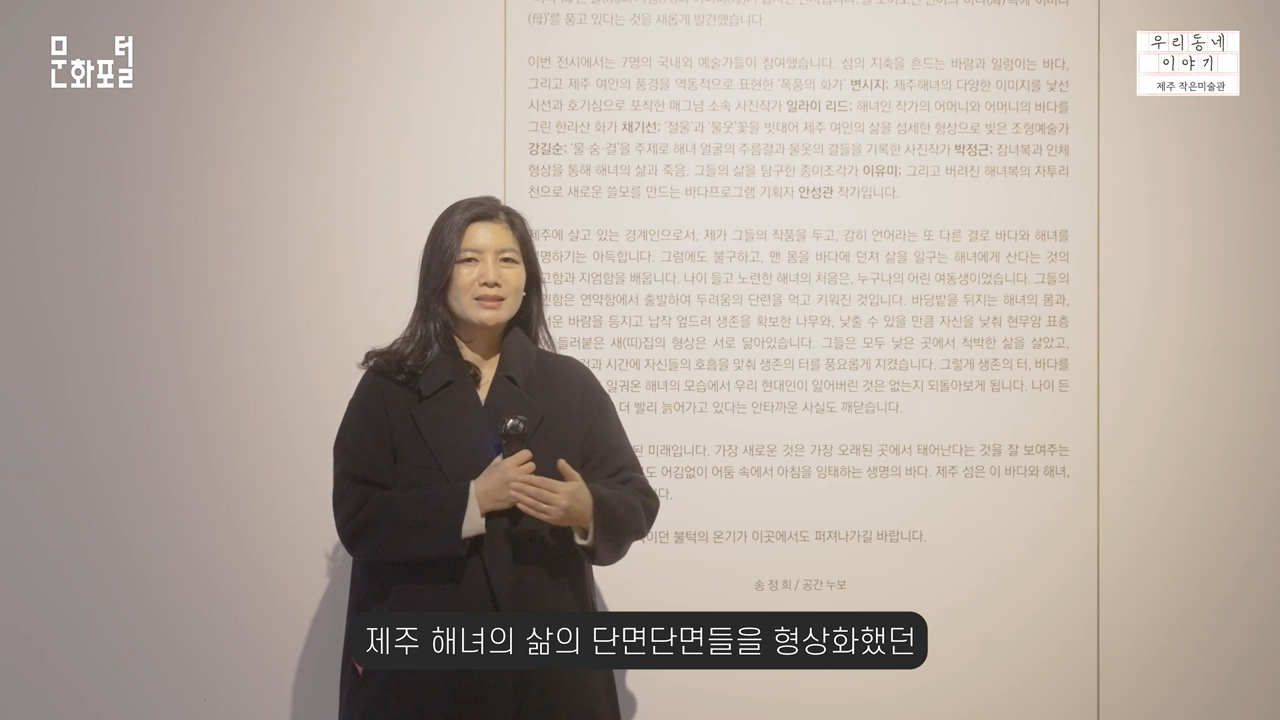 문화포털
우리동네
이야기
제주 작은미술관
(母)'를 품고 있다는 것을 새롭게 발견했습니다.
이번 전시에서는 7명의 국내외 예술가들이 참여했습니다. 섬의 지축을 흔드는 바람과 일렁이는 바다,
그리고 제주 여인의 풍경을 역동적으로 표현한 '폭풍의 화가' 변시지; 제주해녀의 다양한 이미지를 낯선
시선과 호기심으로 포착한 매그넘 소속 사진작가 일라이 리드; 해녀인 작가의 어머니와 어머니의 바다를
그린 한라산 화가 채기선; '절울'과 '물웃'꽃을 빗대어 제주 여인의 삶을 섬세한 형상으로 빚은 조형예술가
강길순; '물·숨·결'을 주제로 해녀 얼굴의 주름결과 물옷의 결들을 기록한 사진작가 박정근; 잠녀복과 인체
형상을 통해 해녀의 삶과 죽음, 그들의 삶을 탐구한 종이조각가 이유미; 그리고 버려진 해녀복의 자투리
천으로 새로운 쓸모를 만드는 바다프로그램 기획자 안성관 작가입니다.
제주에 살고 있는 경계인으로서, 제가 그들의 작품을 두고, 감히 언어라는 또 다른 결로 바다와 해녀를
명하기는 아득합니다. 그럼에도 불구하고, 맨 몸을 바다에 던져 삶을 일구는 해녀에게 산다는 것의
고함과 지엄함을 배웁니다. 나이 들고 노련한 해녀의 처음은, 누구나의 어린 여동생이었습니다. 그들의
함은 연약함에서 출발하여 두려움의 단련을 먹고 키워진 것입니다. 바당밭을 뒤지는 해녀의 몸과,
운 바람을 등지고 납작 엎드려 생존을 확보한 나무와, 낮출 수 있을 만큼 자신을 낮춰 현무암 표층
들러붙은 새(띠)집의 형상은 서로 닮아있습니다. 그들은 모두 낮은 곳에서 척박한 삶을 살았고,
과 시간에 자신들의 호흡을 맞춰 생존의 터를 풍요롭게 지켰습니다. 그렇게 생존의 터, 바다를
일궈온 해녀의 모습에서 우리 현대인이 잃어버린 것은 없는지 되돌아보게 됩니다. 나이 든
더 빨리 늙어가고 있다는 안타까운 사실도 깨닫습니다.
된 미래입니다. 가장 새로운 것은 가장 오래된 곳에서 태어난다는 것을 잘 보여주는
도 어김없이 어둠 속에서 아침을 잉태하는 생명의 바다. 제주 섬은 이 바다와 해녀,
다.
이던 불턱의 온기가 이곳에서도 퍼져나가길 바랍니다.
송 정 희 / 공간 누보
제주 해녀의 삶의 단면단면들을 형상화했던